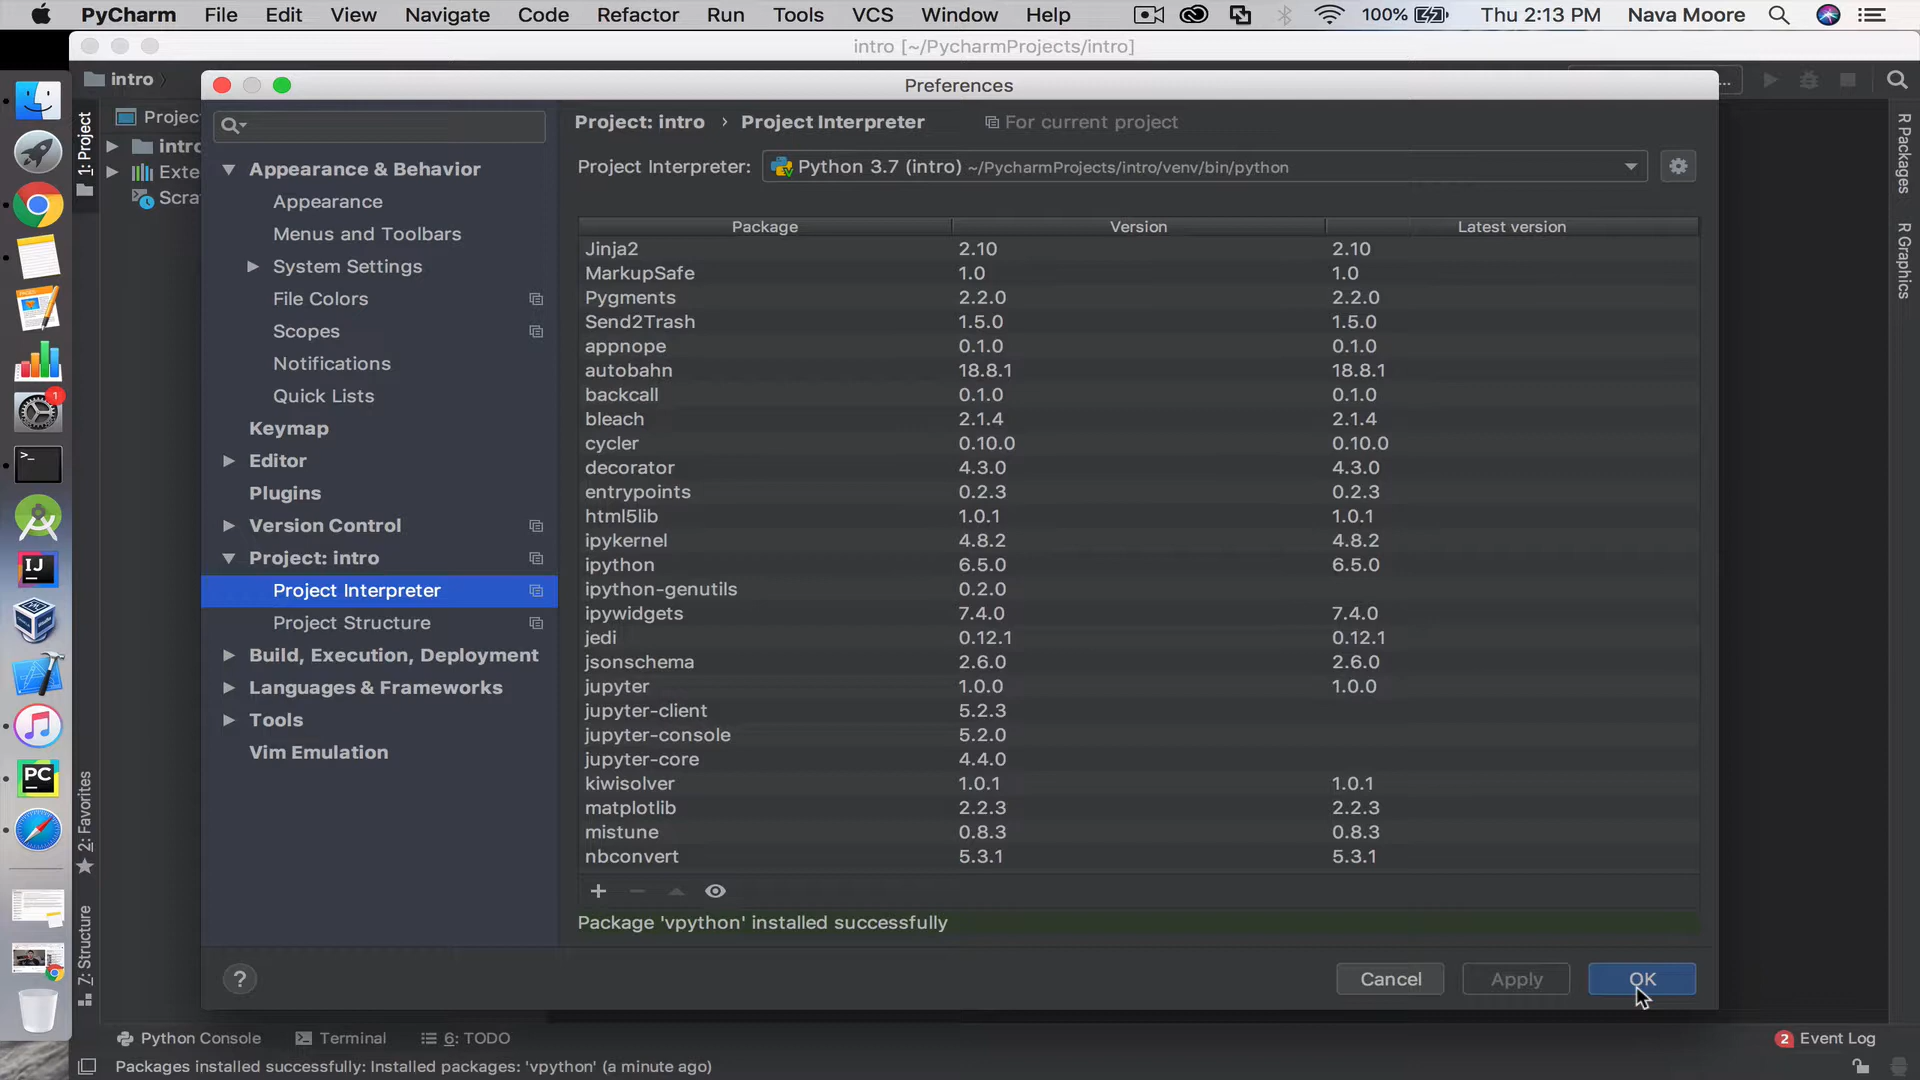 PyCharm File Edit View Navigate Code Refactor Run Tools VCS Window Help 100% Thu 2:13 PM Nava Moore
intro [~/PycharmProjects/intro]
intro
Preferences
1: Project
Projec
intro
Exte
Scra
Appearance & Behavior
Appearance
Menus and Toolbars
System Settings
File Colors
Scopes
Notifications
Quick Lists
Keymap
Editor
Plugins
Version Control
Project: intro
Project Interpreter
Project Structure
Build, Execution, Deployment
Languages & Frameworks
Tools
Vim Emulation
Project: intro › Project Interpreter For current project
Project Interpreter: Python 3.7 (intro) ~/PycharmProjects/intro/venv/bin/python
Package Version Latest version
Jinja2 2.10 2.10
MarkupSafe 1.0 1.0
Pygments 2.2.0 2.2.0
Send2Trash 1.5.0 1.5.0
appnope 0.1.0 0.1.0
autobahn 18.8.1 18.8.1
backcall 0.1.0 0.1.0
bleach 2.1.4 2.1.4
cycler 0.10.0 0.10.0
decorator 4.3.0 4.3.0
entrypoints 0.2.3 0.2.3
html5lib 1.0.1 1.0.1
ipykernel 4.8.2 4.8.2
ipython 6.5.0 6.5.0
ipython-genutils 0.2.0
ipywidgets 7.4.0 7.4.0
jedi 0.12.1 0.12.1
jsonschema 2.6.0 2.6.0
jupyter 1.0.0 1.0.0
jupyter-client 5.2.3
jupyter-console 5.2.0
jupyter-core 4.4.0
kiwisolver 1.0.1 1.0.1
matplotlib 2.2.3 2.2.3
mistune 0.8.3 0.8.3
nbconvert 5.3.1 5.3.1
Package 'vpython' installed successfully
? Cancel Apply OK
R Packages
R Graphics
2: Favorites
7: Structure
1
IJ
PC
Python Console Terminal 6: TODO 2 Event Log
Packages installed successfully: Installed packages: 'vpython' (a minute ago)